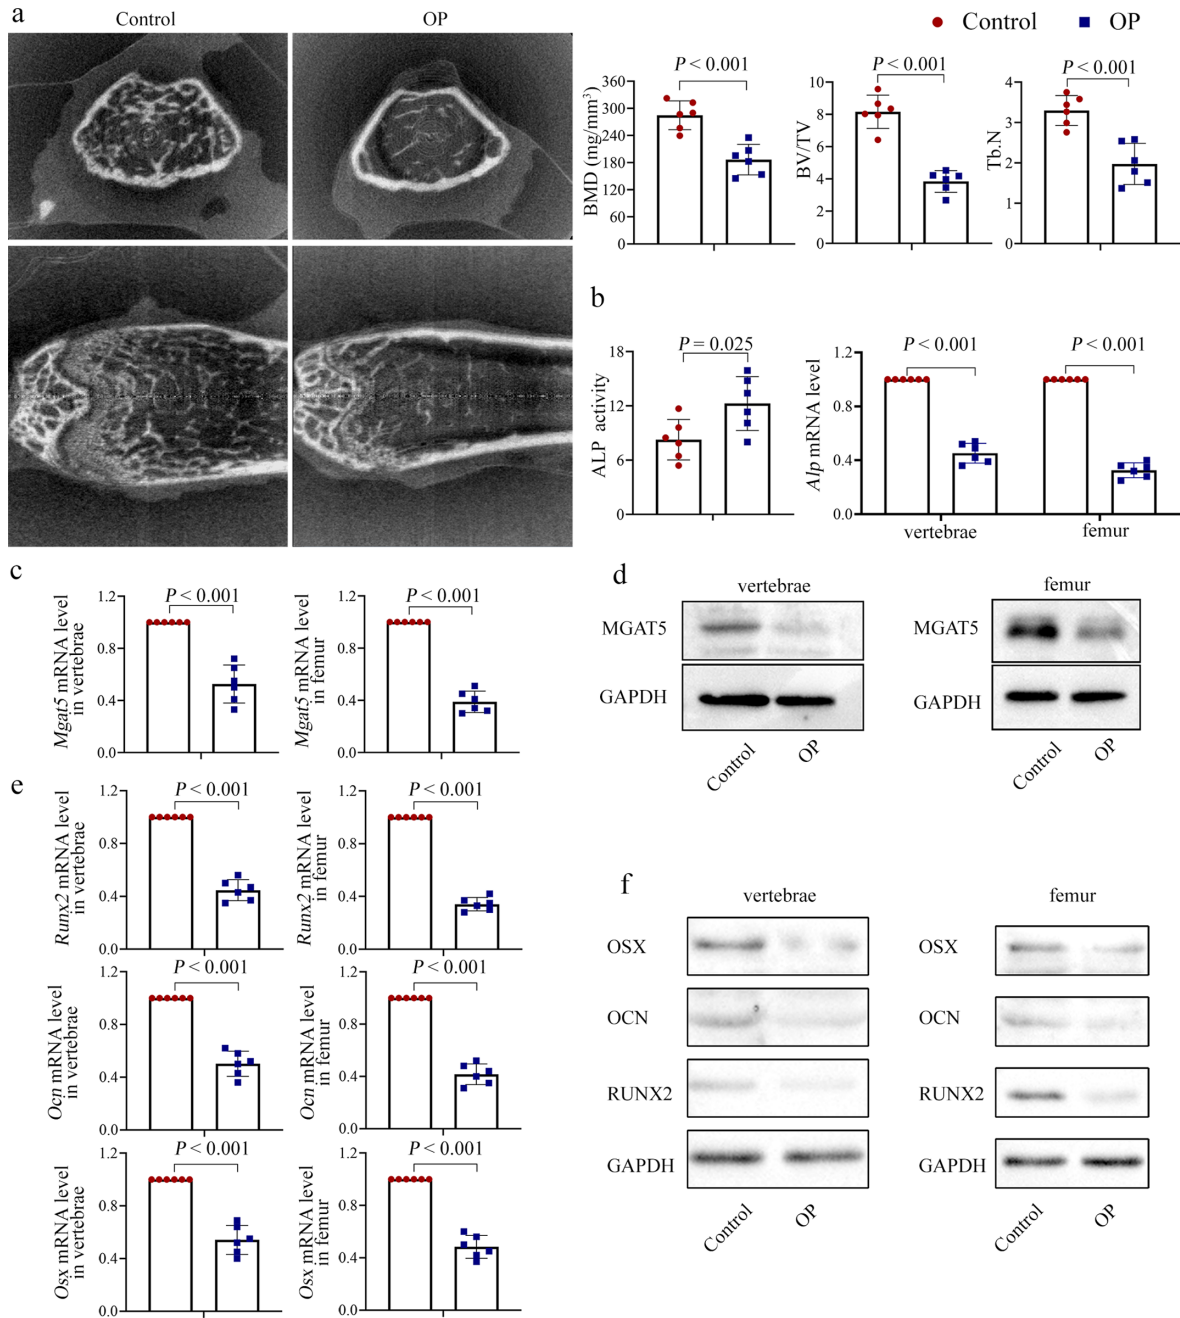 a
Control
OP
Control
OP
P < 0.001
BMD (mg/mm³)
360
300
240
180
120
60
0
P < 0.001
BV/TV
10
8
6
4
2
0
P < 0.001
Tb.N
4
3
2
1
0
b
P = 0.025
ALP activity
18
12
6
0
P < 0.001
P < 0.001
Alp mRNA level
1.2
0.8
0.4
0.0
vertebrae
femur
c
P < 0.001
Mgat5 mRNA level
in vertebrae
1.2
0.8
0.4
0.0
P < 0.001
Mgat5 mRNA level
in femur
1.2
0.8
0.4
0.0
d
vertebrae
MGAT5
GAPDH
Control
OP
femur
MGAT5
GAPDH
Control
OP
e
P < 0.001
Runx2 mRNA level
in vertebrae
1.2
0.8
0.4
0.0
P < 0.001
Runx2 mRNA level
in femur
1.2
0.8
0.4
0.0
P < 0.001
Ocn mRNA level
in vertebrae
1.2
0.8
0.4
0.0
P < 0.001
Ocn mRNA level
in femur
1.2
0.8
0.4
0.0
P < 0.001
Osx mRNA level
in vertebrae
1.2
0.8
0.4
0.0
P < 0.001
Osx mRNA level
in femur
1.2
0.8
0.4
0.0
f
vertebrae
OSX
OCN
RUNX2
GAPDH
Control
OP
femur
OSX
OCN
RUNX2
GAPDH
Control
OP